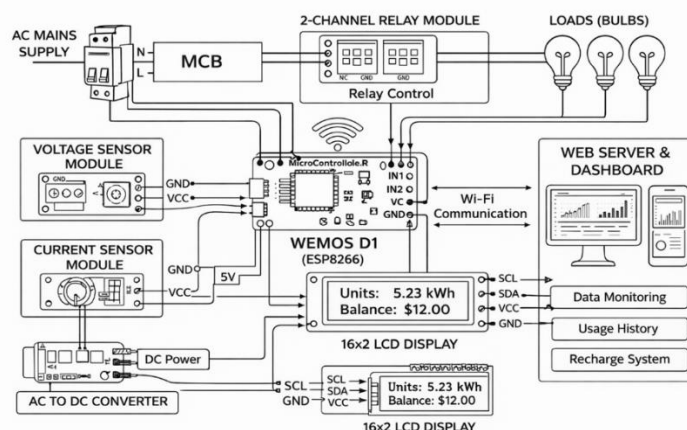 AC MAINS
SUPPLY
N
L
MCB
2-CHANNEL RELAY MODULE
N/C GND GND
Relay Control
LOADS (BULBS)
VOLTAGE SENSOR
MODULE
GND
GND
VCC
MicroControllole.R
IN1
IN2
VC
GND
WEMOS D1
(ESP8266)
Wi-Fi
Communication
WEB SERVER &
DASHBOARD
CURRENT SENSOR
MODULE
GND
5V
VCC
Units: 5.23 kWh
Balance: $12.00
SCL
SDA
VCC
GND
16x2 LCD DISPLAY
Data Monitoring
Usage History
Recharge System
DC Power
AC TO DC CONVERTER
SCL
SDA
GND
SCL
SDA
VCC
Units: 5.23 kWh
Balance: $12.00
16x2 LCD DISPLAY